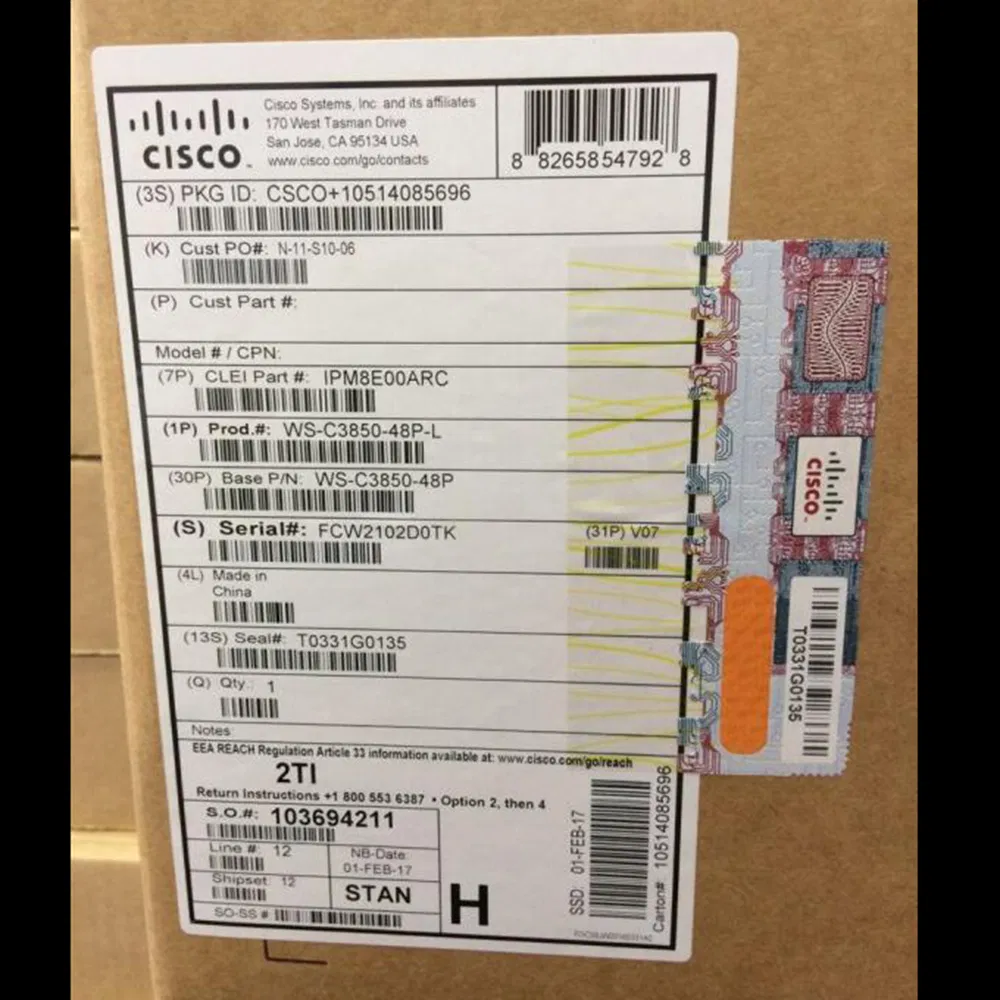 CISCO
Cisco Systems, Inc. and its affiliates
170 West Tasman Drive
San Jose, CA 95134 USA
www.cisco.com/go/contacts
8 8265854792 8
(3S) PKG ID: CSCO+10514085696
(K) Cust PO#: N-11-S10-06
(P) Cust Part #:
Model # / CPN:
(7P) CLEI Part #: IPM8E00ARC
(1P) Prod.#: WS-C3850-48P-L
(30P) Base P/N: WS-C3850-48P
(S) Serial#: FCW2102D0TK
(31P) V07
(4L) Made in
China
(13S) Seal#: T0331G0135
(Q) Qty.: 1
Notes:
EEA REACH Regulation Article 33 information available at: www.cisco.com/go/reach
2TI
Return Instructions +1 800 553 6387 • Option 2, then 4
S.O.#: 103694211
Line #: 12
NB-Date:
01-FEB-17
Shipset: 12
STAN
SO-SS #
H
SSD: 01-FEB-17
Carton#: 10514085696
CISCO
T0331G0135